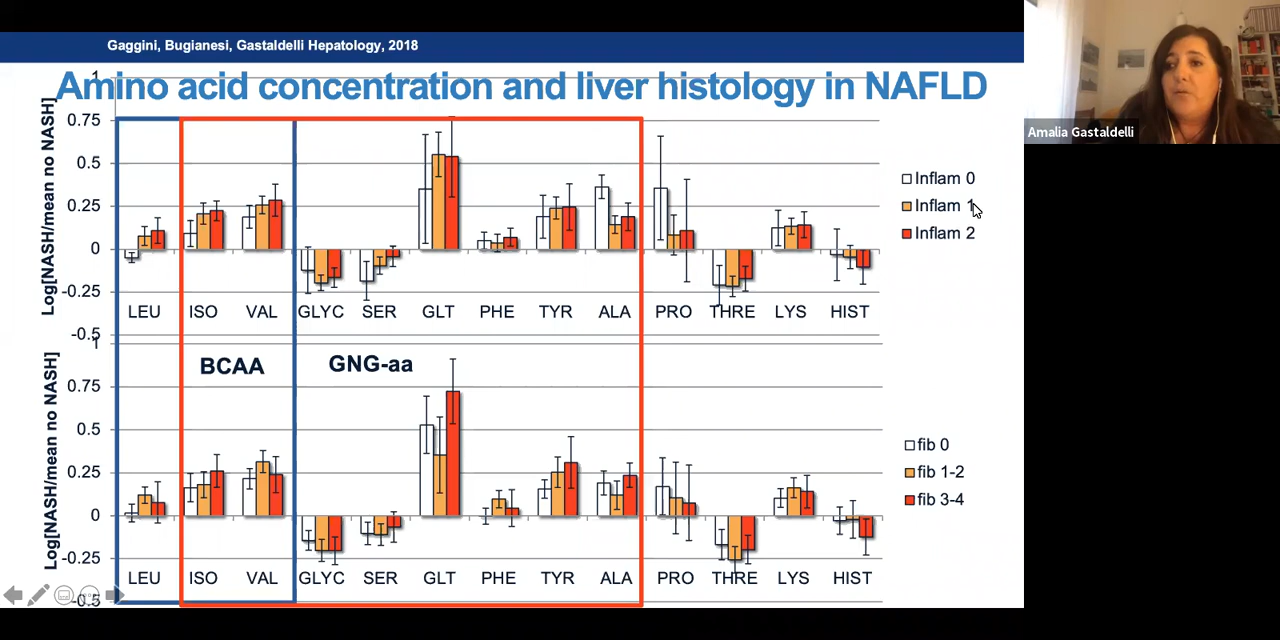 Gaggini, Bugianesi, Gastaldelli Hepatology, 2018
Amino acid concentration and liver histology in NAFLD
Amalia Gastaldelli
Log[NASH/mean no NASH]
1
0.75
0.5
0.25
0
-0.25
-0.5
LEU ISO VAL GLYC SER GLT PHE TYR ALA PRO THRE LYS HIST
Inflam 0
Inflam 1
Inflam 2
BCAA GNG-aa
Log[NASH/mean no NASH]
1
0.75
0.5
0.25
0
-0.25
-0.5
LEU ISO VAL GLYC SER GLT PHE TYR ALA PRO THRE LYS HIST
fib 0
fib 1-2
fib 3-4